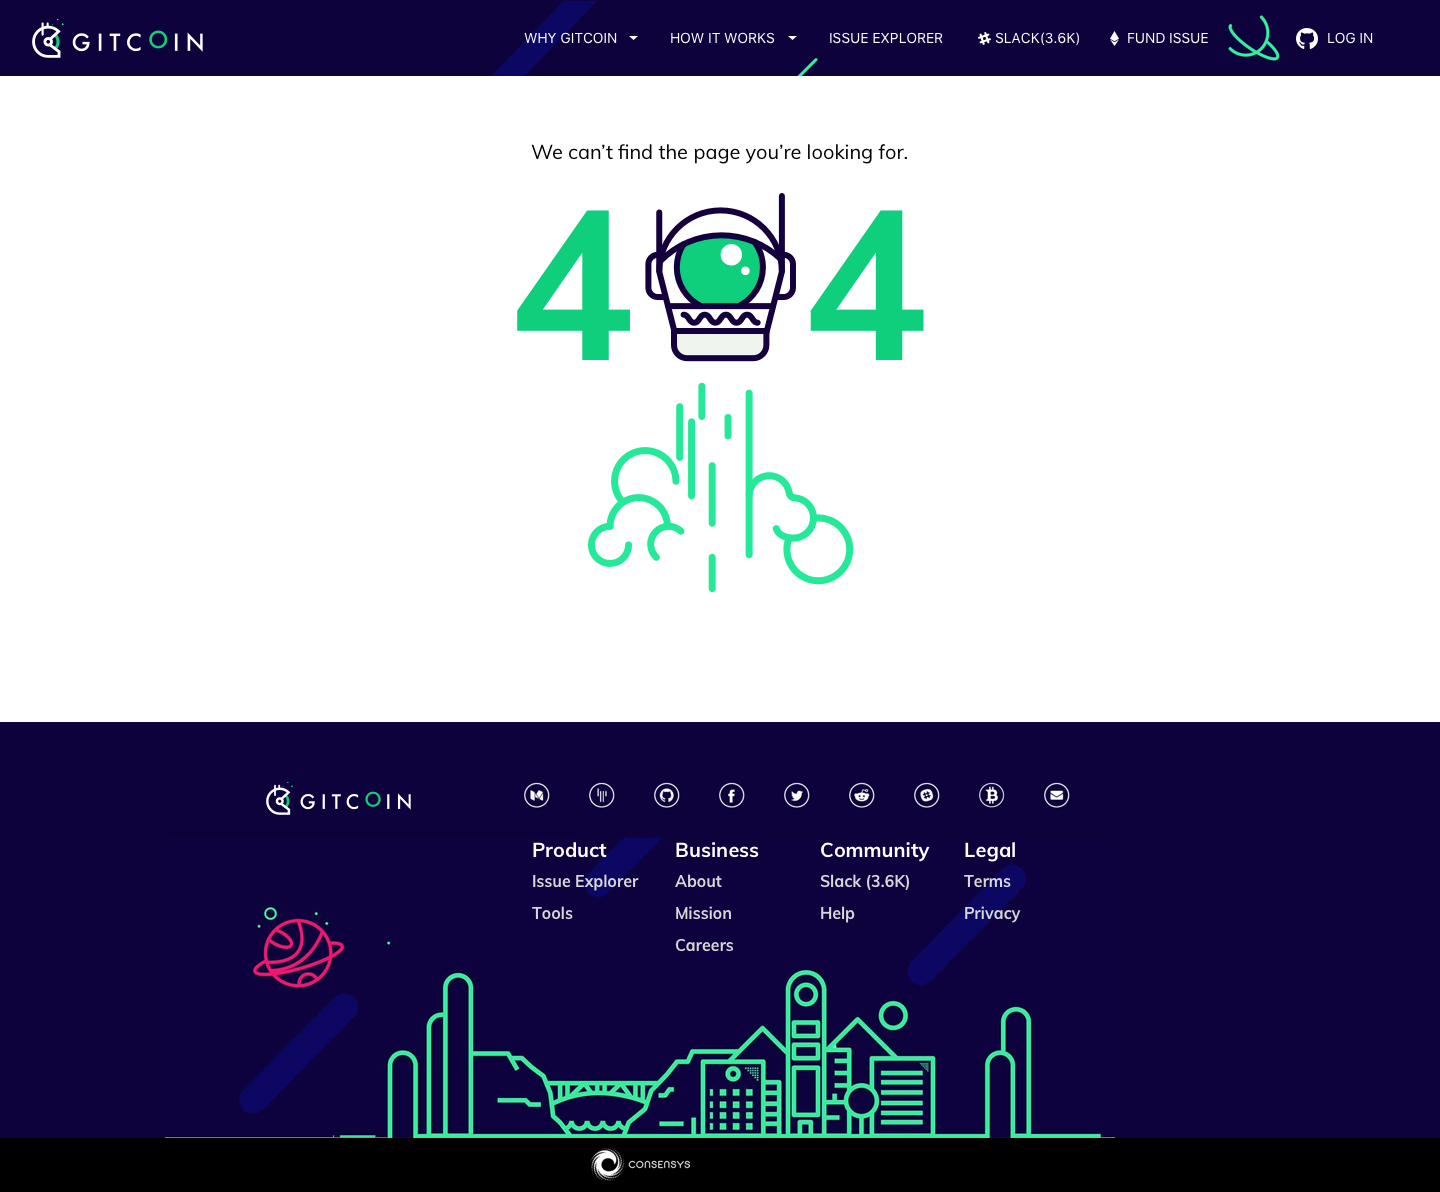 GITCOIN
WHY GITCOIN HOW IT WORKS ISSUE EXPLORER SLACK(3.6K) FUND ISSUE LOG IN
We can’t find the page you’re looking for.
4 4
GITCOIN
Product Business Community Legal
Issue Explorer About Slack (3.6K) Terms
Tools Mission Help Privacy
Careers
CONSENSYS